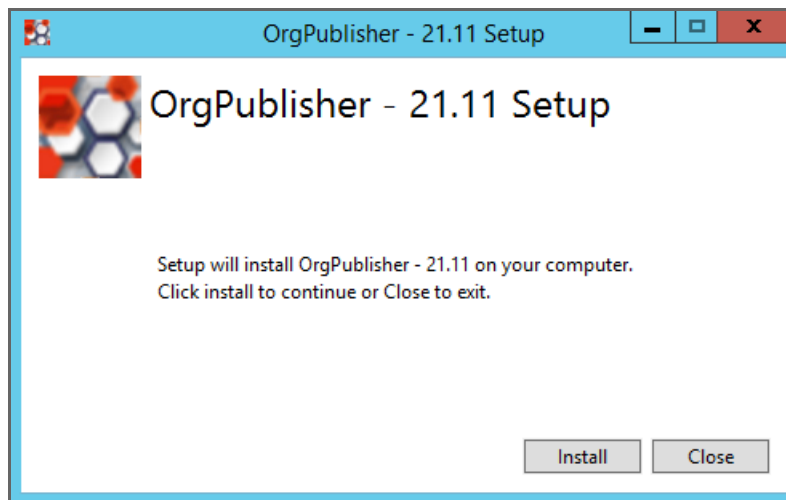 OrgPublisher - 21.11 Setup
OrgPublisher - 21.11 Setup
Setup will install OrgPublisher - 21.11 on your computer.
Click install to continue or Close to exit.
Install
Close